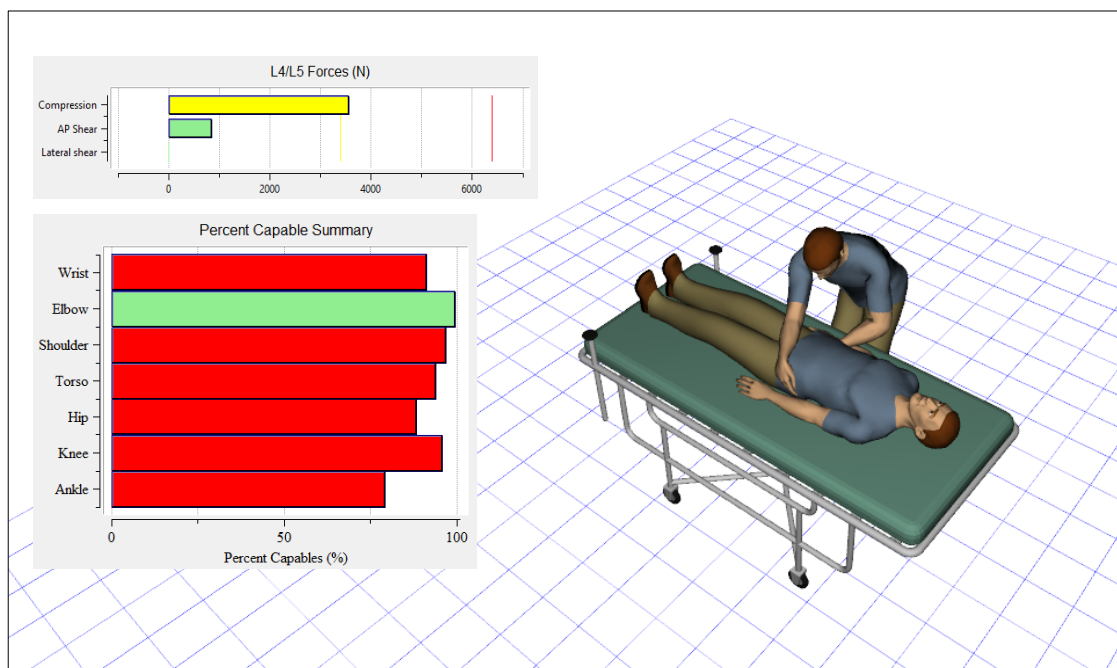 L4/L5 Forces (N)
Compression
AP Shear
Lateral shear
0 2000 4000 6000
Percent Capable Summary
Wrist
Elbow
Shoulder
Torso
Hip
Knee
Ankle
0 50 100
Percent Capables (%)